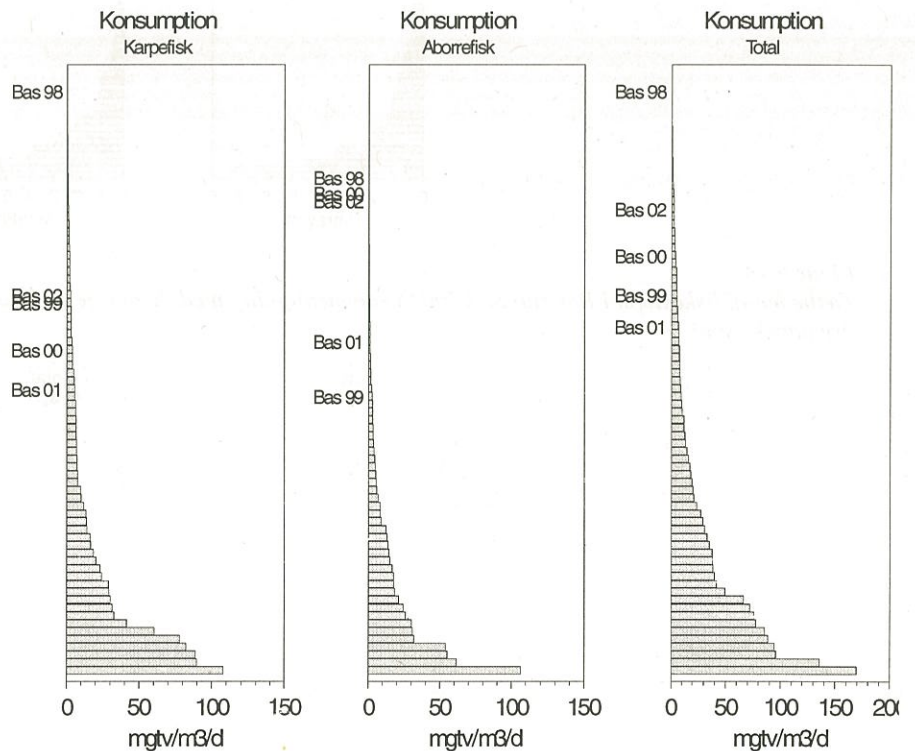 Konsumption
Karpefisk
Bas 98
Bas 02
Bas 99
Bas 00
Bas 01
0 50 100 150
mgtv/m3/d
Konsumption
Aborrefisk
Bas 98
Bas 00
Bas 02
Bas 01
Bas 99
0 50 100 150
mgtv/m3/d
Konsumption
Total
Bas 98
Bas 02
Bas 00
Bas 99
Bas 01
0 50 100 150 200
mgtv/m3/d